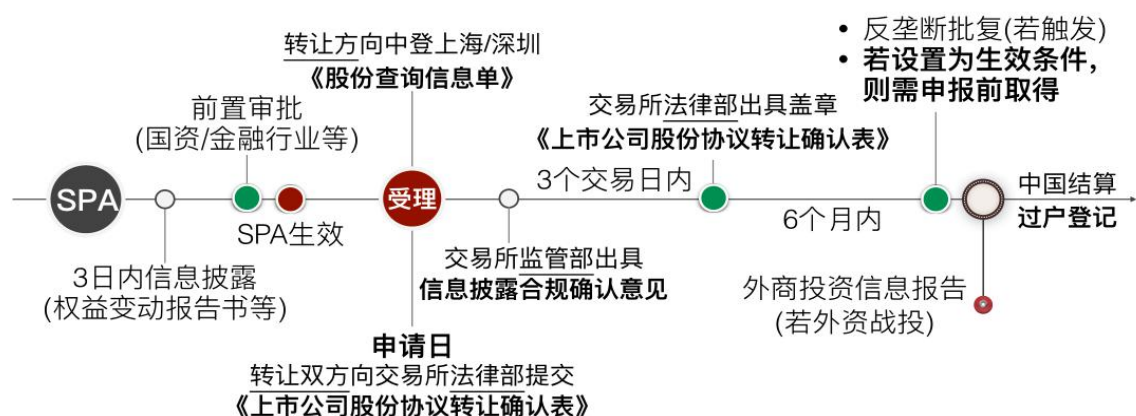 转让方向中登上海/深圳
《股份查询信息单》
前置审批
(国资/金融行业等)
交易所法律部出具盖章
《上市公司股份协议转让确认表》
• 反垄断批复(若触发)
• 若设置为生效条件，
则需申报前取得
SPA
SPA生效
受理
3个交易日内
6个月内
中国结算
过户登记
3日内信息披露
(权益变动报告书等)
交易所监管部出具
信息披露合规确认意见
外商投资信息报告
(若外资战投)
申请日
转让双方向交易所法律部提交
《上市公司股份协议转让确认表》